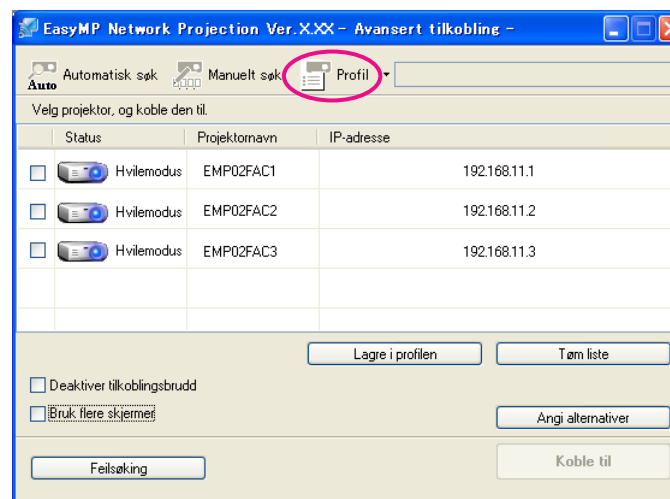 EasyMP Network Projection Ver.X.XX – Avansert tilkobling –
Auto Automatisk søk Manuelt søk Profil
Velg projektor, og koble den til.
Status Projektornavn IP-adresse
Hvilemodus EMP02FAC1 192.168.11.1
Hvilemodus EMP02FAC2 192.168.11.2
Hvilemodus EMP02FAC3 192.168.11.3
Lagre i profilen Tøm liste
Deaktiver tilkoblingsbrudd
Bruk flere skjermer
Angi alternativer
Feilsøking Koble til